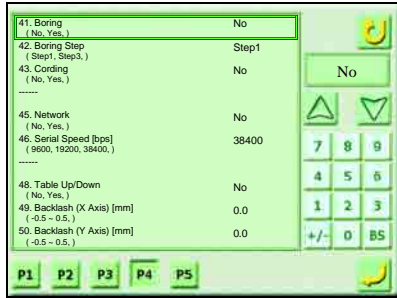 41. Boring No
( No, Yes, )
42. Boring Step Step1
( Step1, Step3, )
43. Cording No
( No, Yes, )
------
45. Network No
( No, Yes, )
46. Serial Speed [bps] 38400
( 9600, 19200, 38400, )
------
48. Table Up/Down No
( No, Yes, )
49. Backlash (X Axis) [mm] 0.0
( -0.5 ~ 0.5, )
50. Backlash (Y Axis) [mm] 0.0
( -0.5 ~ 0.5, )
No
7 8 9
4 5 6
1 2 3
+/- 0 BS
P1 P2 P3 P4 P5